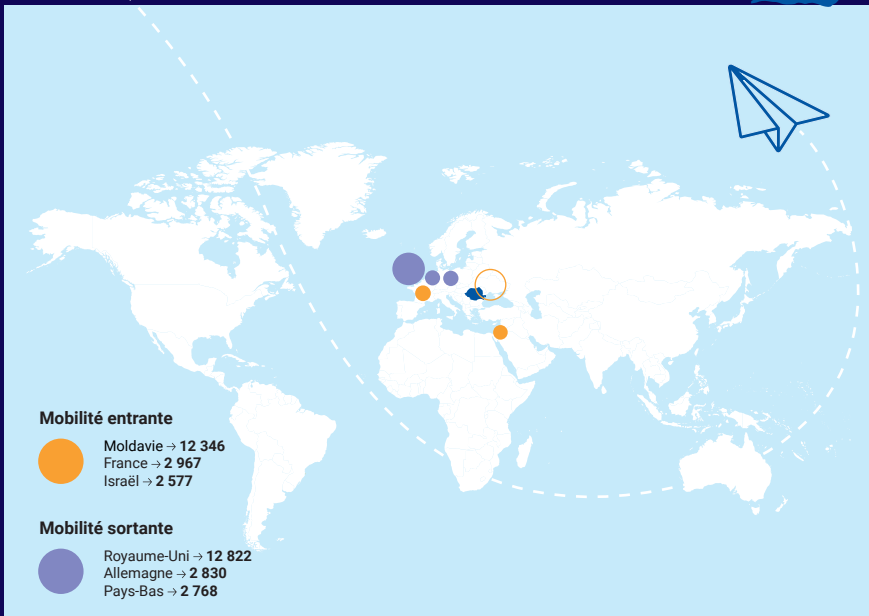 Mobilité entrante
Moldavie → 12 346
France → 2 967
Israël → 2 577
Mobilité sortante
Royaume-Uni → 12 822
Allemagne → 2 830
Pays-Bas → 2 768